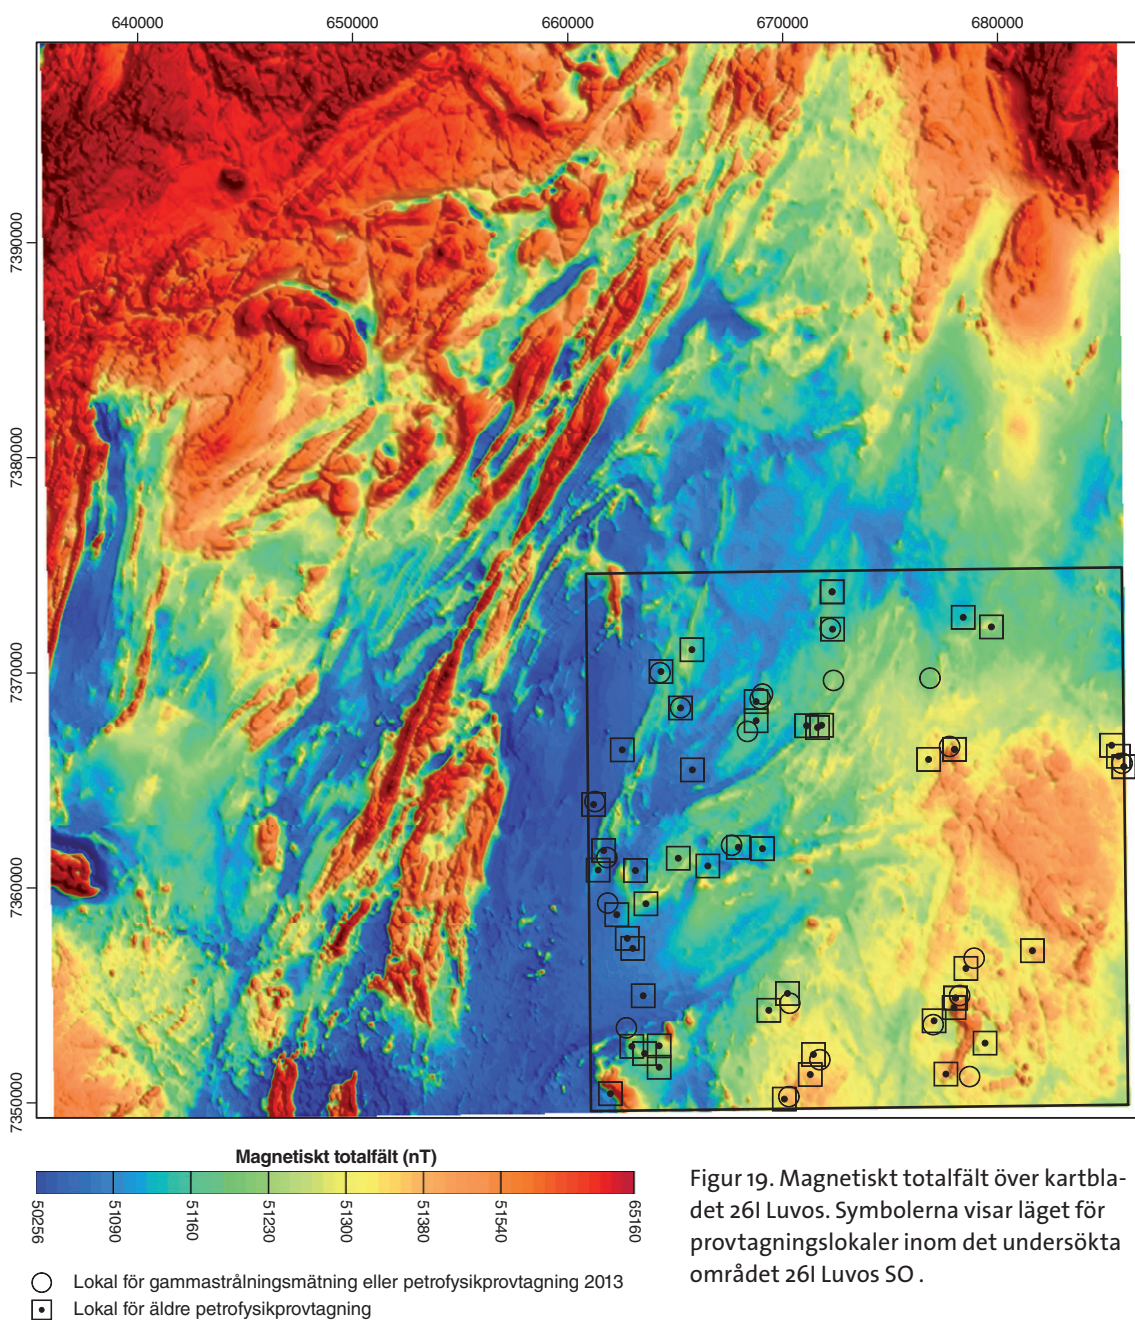 640000 650000 660000 670000 680000
7390000
7380000
7370000
7360000
7350000
Magnetiskt totalfält (nT)
50256 51090 51160 51230 51300 51380 51540 65160
Lokal för gammastrålningsmätning eller petrofysikprovtagning 2013
Lokal för äldre petrofysikprovtagning
Figur 19. Magnetiskt totalfält över kartbla-
det 26I Luvos. Symbolerna visar läget för
provtagningslokaler inom det undersökta
området 26I Luvos SO .